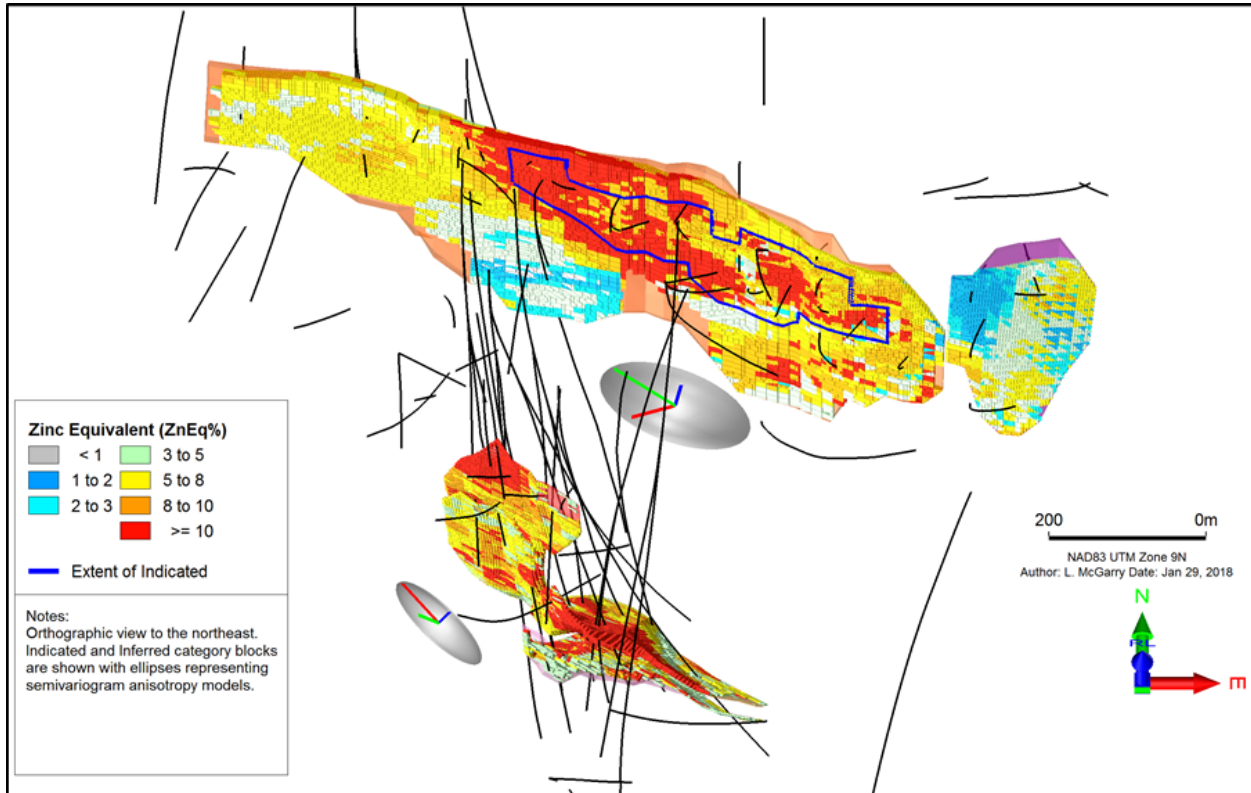 Zinc Equivalent (ZnEq%)
< 1 3 to 5
1 to 2 5 to 8
2 to 3 8 to 10
>= 10
Extent of Indicated
Notes:
Orthographic view to the northeast.
Indicated and Inferred category blocks
are shown with ellipses representing
semivariogram anisotropy models.
200 0m
NAD83 UTM Zone 9N
Author: L. McGarry Date: Jan 29, 2018
N
RL
E